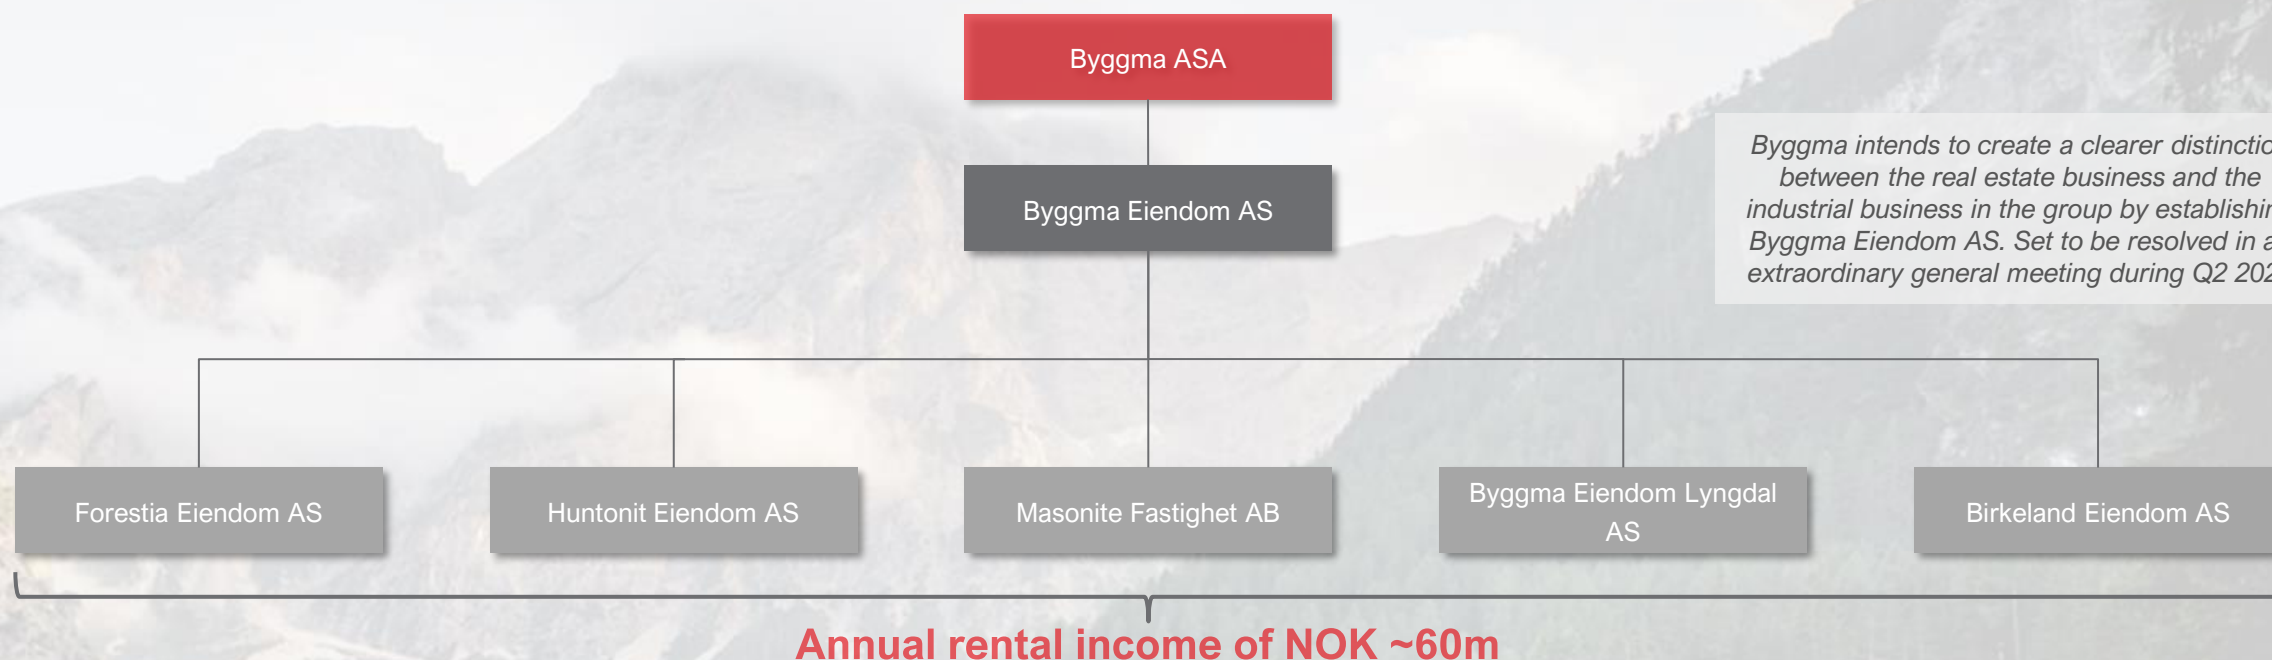 Byggma ASA
Byggma Eiendom AS
Byggma intends to create a clearer
between the real estate business and the
industrial business in the group by
Byggma Eiendom AS. Set to be resolved in
extraordinary general meeting during Q2
Forestia Eiendom AS
Huntonit Eiendom AS
Masonite Fastighet AB
Byggma Eiendom Lyngdal
AS
Birkeland Eiendom AS
Annual rental income of NOK ~60m